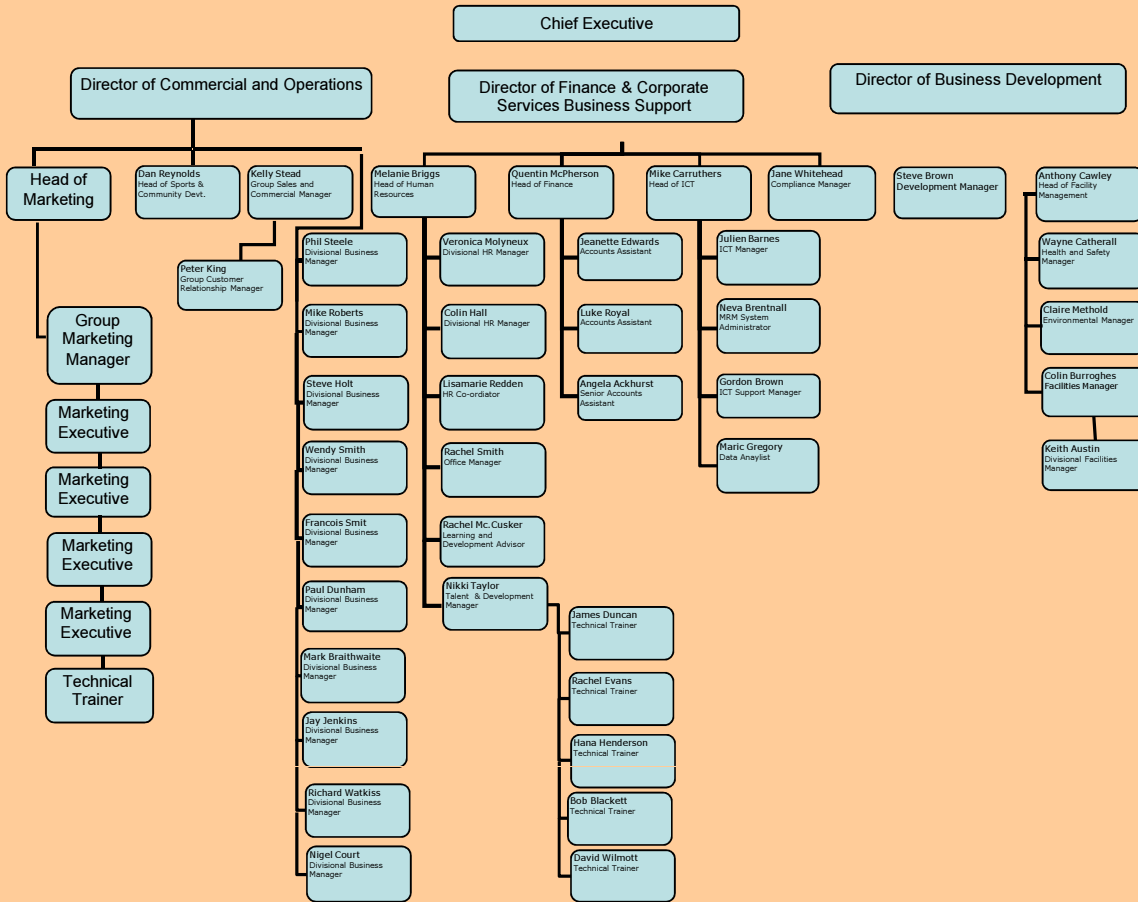 Chief Executive
Director of Commercial and Operations
Director of Finance & Corporate
Services Business Support
Director of Business Development
Head of
Marketing
Dan Reynolds
Head of Sports &
Community Devt.
Kelly Stead
Group Sales and
Commercial Manager
Melanie Briggs
Head of Human
Resources
Quentin McPherson
Head of Finance
Mike Carruthers
Head of ICT
Jane Whitehead
Compliance Manager
Steve Brown
Development Manager
Anthony Cawley
Head of Facility
Management
Peter King
Group Customer
Relationship Manager
Group
Marketing
Manager
Marketing
Executive
Marketing
Executive
Marketing
Executive
Marketing
Executive
Technical
Trainer
Phil Steele
Divisional Business
Manager
Mike Roberts
Divisional Business
Manager
Steve Holt
Divisional Business
Manager
Wendy Smith
Divisional Business
Manager
Francois Smit
Divisional Business
Manager
Paul Dunham
Divisional Business
Manager
Mark Braithwaite
Divisional Business
Manager
Jay Jenkins
Divisional Business
Manager
Richard Watkiss
Divisional Business
Manager
Nigel Court
Divisional Business
Manager
Veronica Molyneux
Divisional HR Manager
Colin Hall
Divisional HR Manager
Lisamarie Redden
HR Co-ordiator
Rachel Smith
Office Manager
Rachel Mc.Cusker
Learning and
Development Advisor
Nikki Taylor
Talent & Development
Manager
James Duncan
Technical Trainer
Rachel Evans
Technical Trainer
Hana Henderson
Technical Trainer
Bob Blackett
Technical Trainer
David Wilmott
Technical Trainer
Jeanette Edwards
Accounts Assistant
Luke Royal
Accounts Assistant
Angela Ackhurst
Senior Accounts
Assistant
Julien Barnes
ICT Manager
Neva Brentnall
MRM System
Administrator
Gordon Brown
ICT Support Manager
Maric Gregory
Data Anaylist
Wayne Catherall
Health and Safety
Manager
Claire Methold
Environmental Manager
Colin Burroghes
Facilities Manager
Keith Austin
Divisional Facilities
Manager